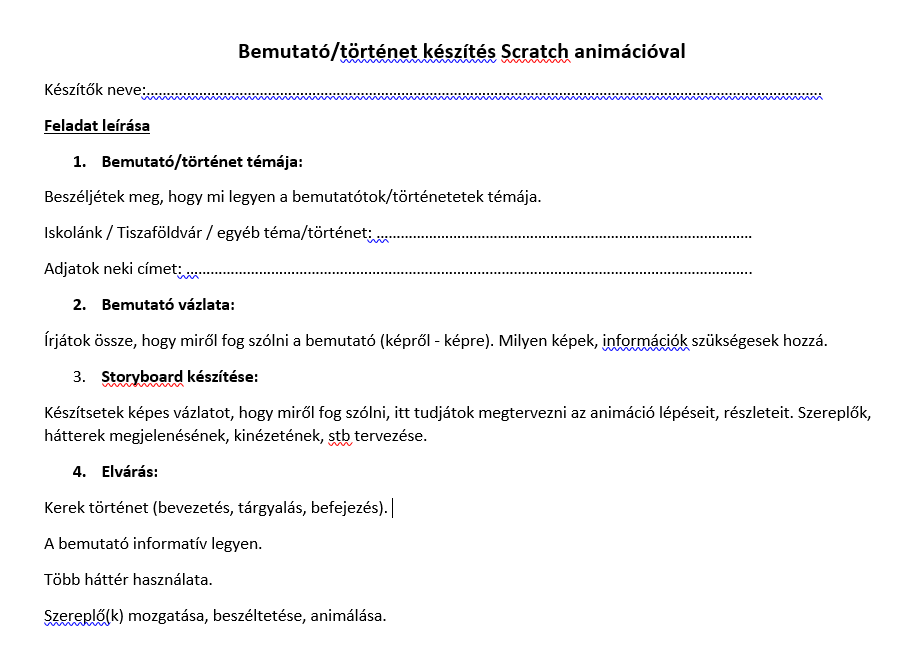 Bemutató/történet készítés Scratch animációval
Készítők neve:……………………………………………………………………………………………………………………………………………………
Feladat leírása
1. Bemutató/történet témája:
Beszéljétek meg, hogy mi legyen a bemutatótok/történetetek témája.
Iskolánk / Tiszaföldvár / egyéb téma/történet: …………………………………………………………………………………
Adjatok neki címet: …………………………………………………………………………………………………………………………..
2. Bemutató vázlata:
Írjátok össze, hogy miről fog szólni a bemutató (képről - képre). Milyen képek, információk szükségesek hozzá.
3. Storyboard készítése:
Készítsetek képes vázlatot, hogy miről fog szólni, itt tudjátok megtervezni az animáció lépéseit, részleteit. Szereplők,
hátterek megjelenésének, kinézetének, stb tervezése.
4. Elvárás:
Kerek történet (bevezetés, tárgyalás, befejezés).
A bemutató informatív legyen.
Több háttér használata.
Szereplő(k) mozgatása, beszéltetése, animálása.